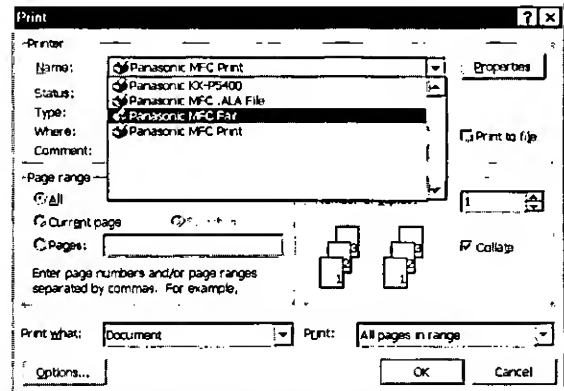 Print
Printer
Name: Panasonic MFC Print
Properties
Panasonic KX-P5400
Status:
Panasonic MFC .ALA File
Type:
Panasonic MFC Fax
Where:
Panasonic MFC Print
Print to file
Comment:
Page range
All
1
Current page
Pages:
Collate
Enter page numbers and/or page ranges
separated by commas. For example,
Print what: Document
Print: All pages in range
Options...
OK
Cancel